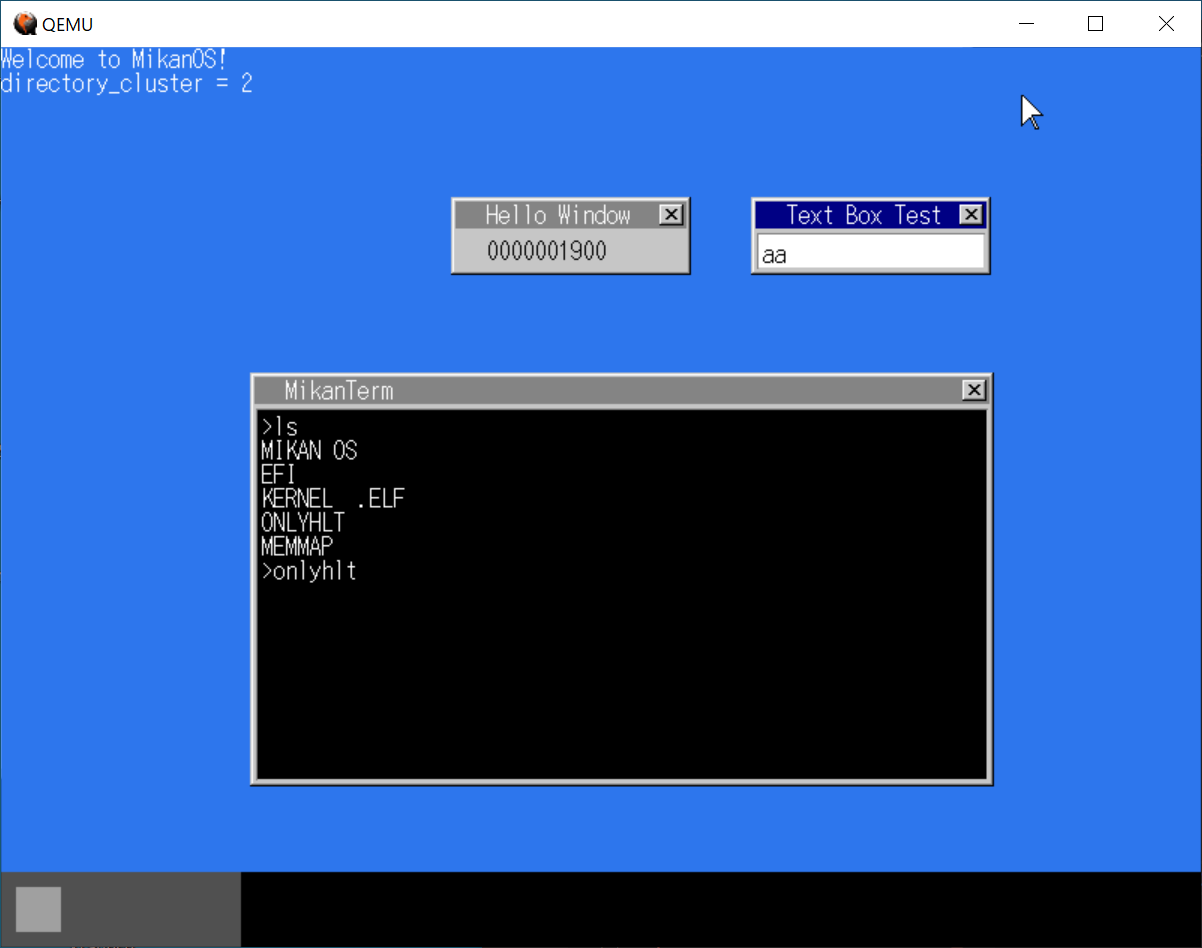 QEMU
Welcome to MikanOS!
directory_cluster = 2
Hello Window
0000001900
Text Box Test
aa
MikanTerm
>ls
MIKAN OS
EFI
KERNEL  .ELF
ONLYHLT
MEMMAP
>onlyhlt